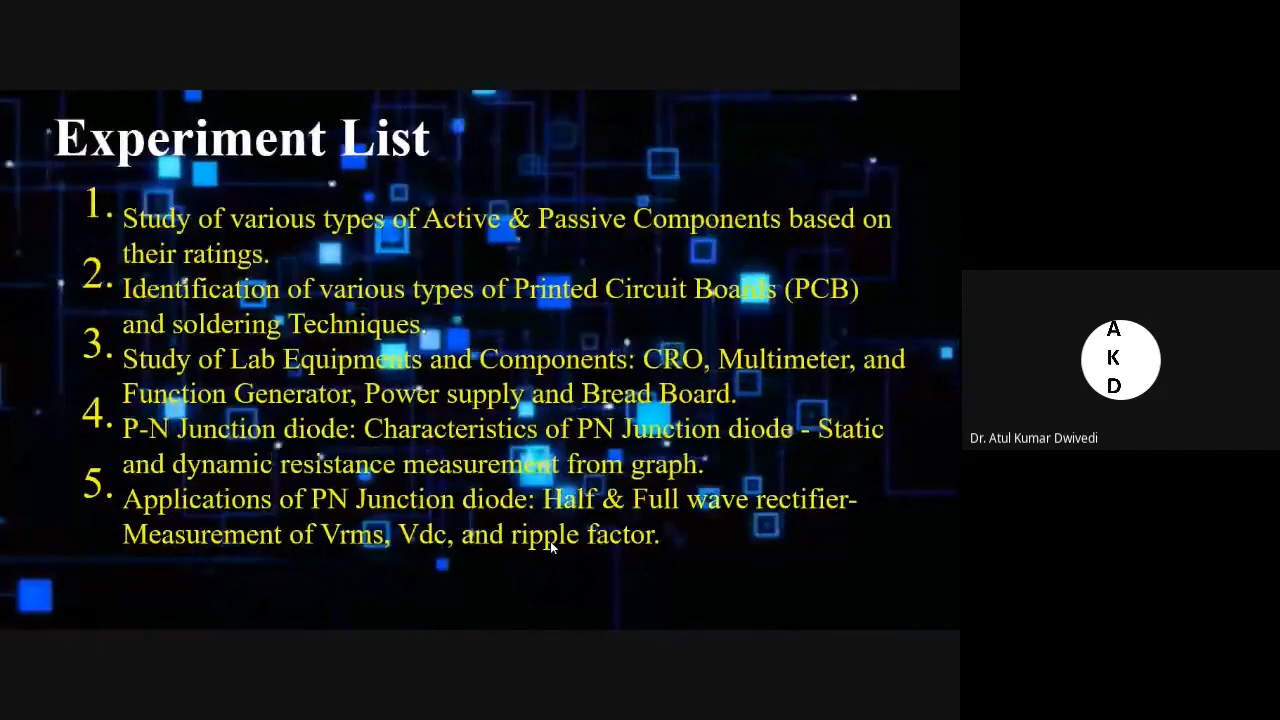 Experiment List
1. Study of various types of Active & Passive Components based on
their ratings.
2. Identification of various types of Printed Circuit Boards (PCB)
and soldering Techniques.
3. Study of Lab Equipments and Components: CRO, Multimeter, and
Function Generator, Power supply and Bread Board.
4. P-N Junction diode: Characteristics of PN Junction diode - Static
and dynamic resistance measurement from graph.
5. Applications of PN Junction diode: Half & Full wave rectifier-
Measurement of Vrms, Vdc, and ripple factor.
A
K
D
Dr. Atul Kumar Dwivedi